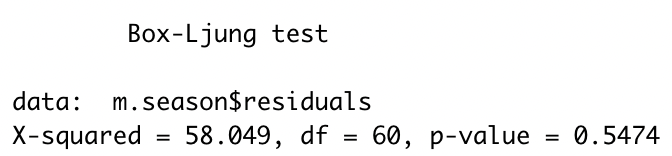 Box-Ljung test
data:  m.season$residuals
X-squared = 58.049, df = 60, p-value = 0.5474